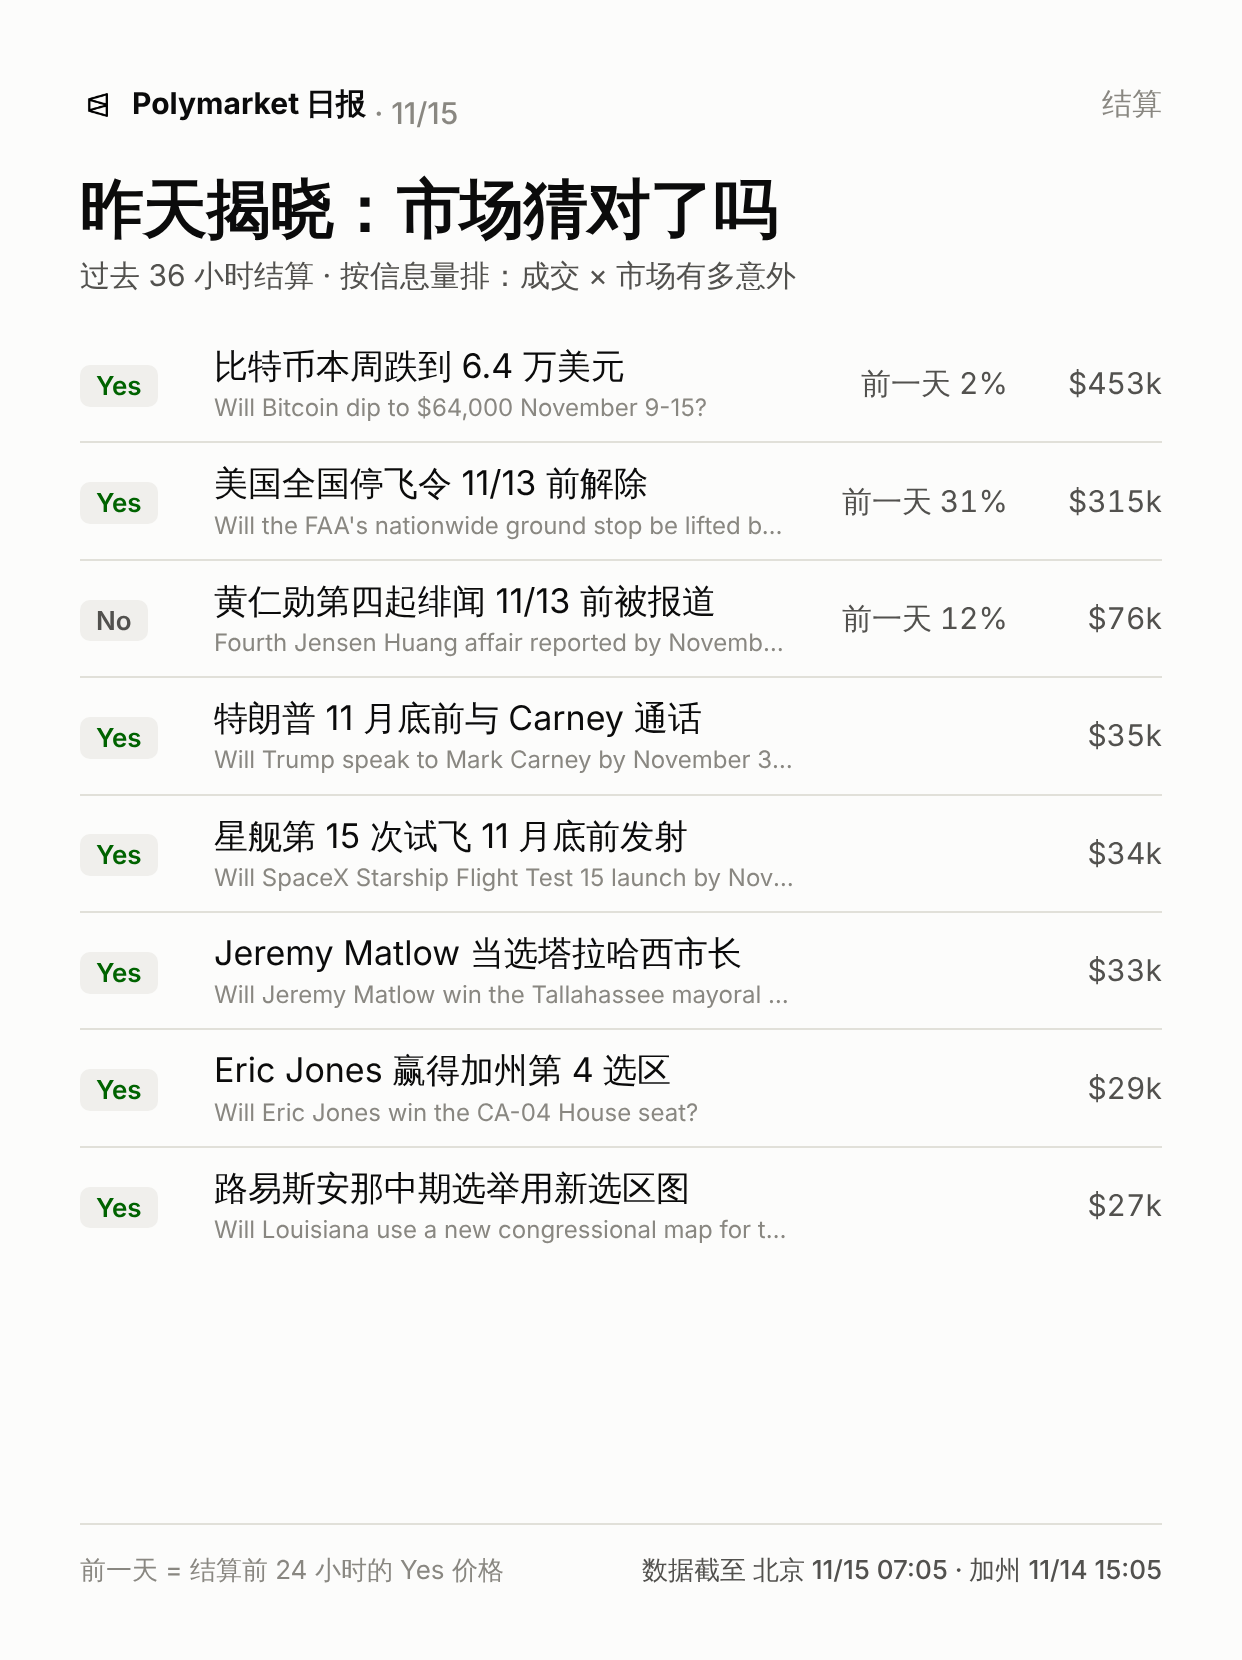 Polymarket 日报 · 11/15
结算
昨天揭晓：市场猜对了吗
过去 36 小时结算 · 按信息量排：成交 × 市场有多意外
Yes 比特币本周跌到 6.4 万美元 前一天 2% $453k
Will Bitcoin dip to $64,000 November 9-15?
Yes 美国全国停飞令 11/13 前解除 前一天 31% $315k
Will the FAA's nationwide ground stop be lifted b...
No 黄仁勋第四起绯闻 11/13 前被报道 前一天 12% $76k
Fourth Jensen Huang affair reported by Novemb...
Yes 特朗普 11 月底前与 Carney 通话 $35k
Will Trump speak to Mark Carney by November 3...
Yes 星舰第 15 次试飞 11 月底前发射 $34k
Will SpaceX Starship Flight Test 15 launch by Nov...
Yes Jeremy Matlow 当选塔拉哈西市长 $33k
Will Jeremy Matlow win the Tallahassee mayoral ...
Yes Eric Jones 赢得加州第 4 选区 $29k
Will Eric Jones win the CA-04 House seat?
Yes 路易斯安那中期选举用新选区图 $27k
Will Louisiana use a new congressional map for t...
前一天 = 结算前 24 小时的 Yes 价格
数据截至 北京 11/15 07:05 · 加州 11/14 15:05